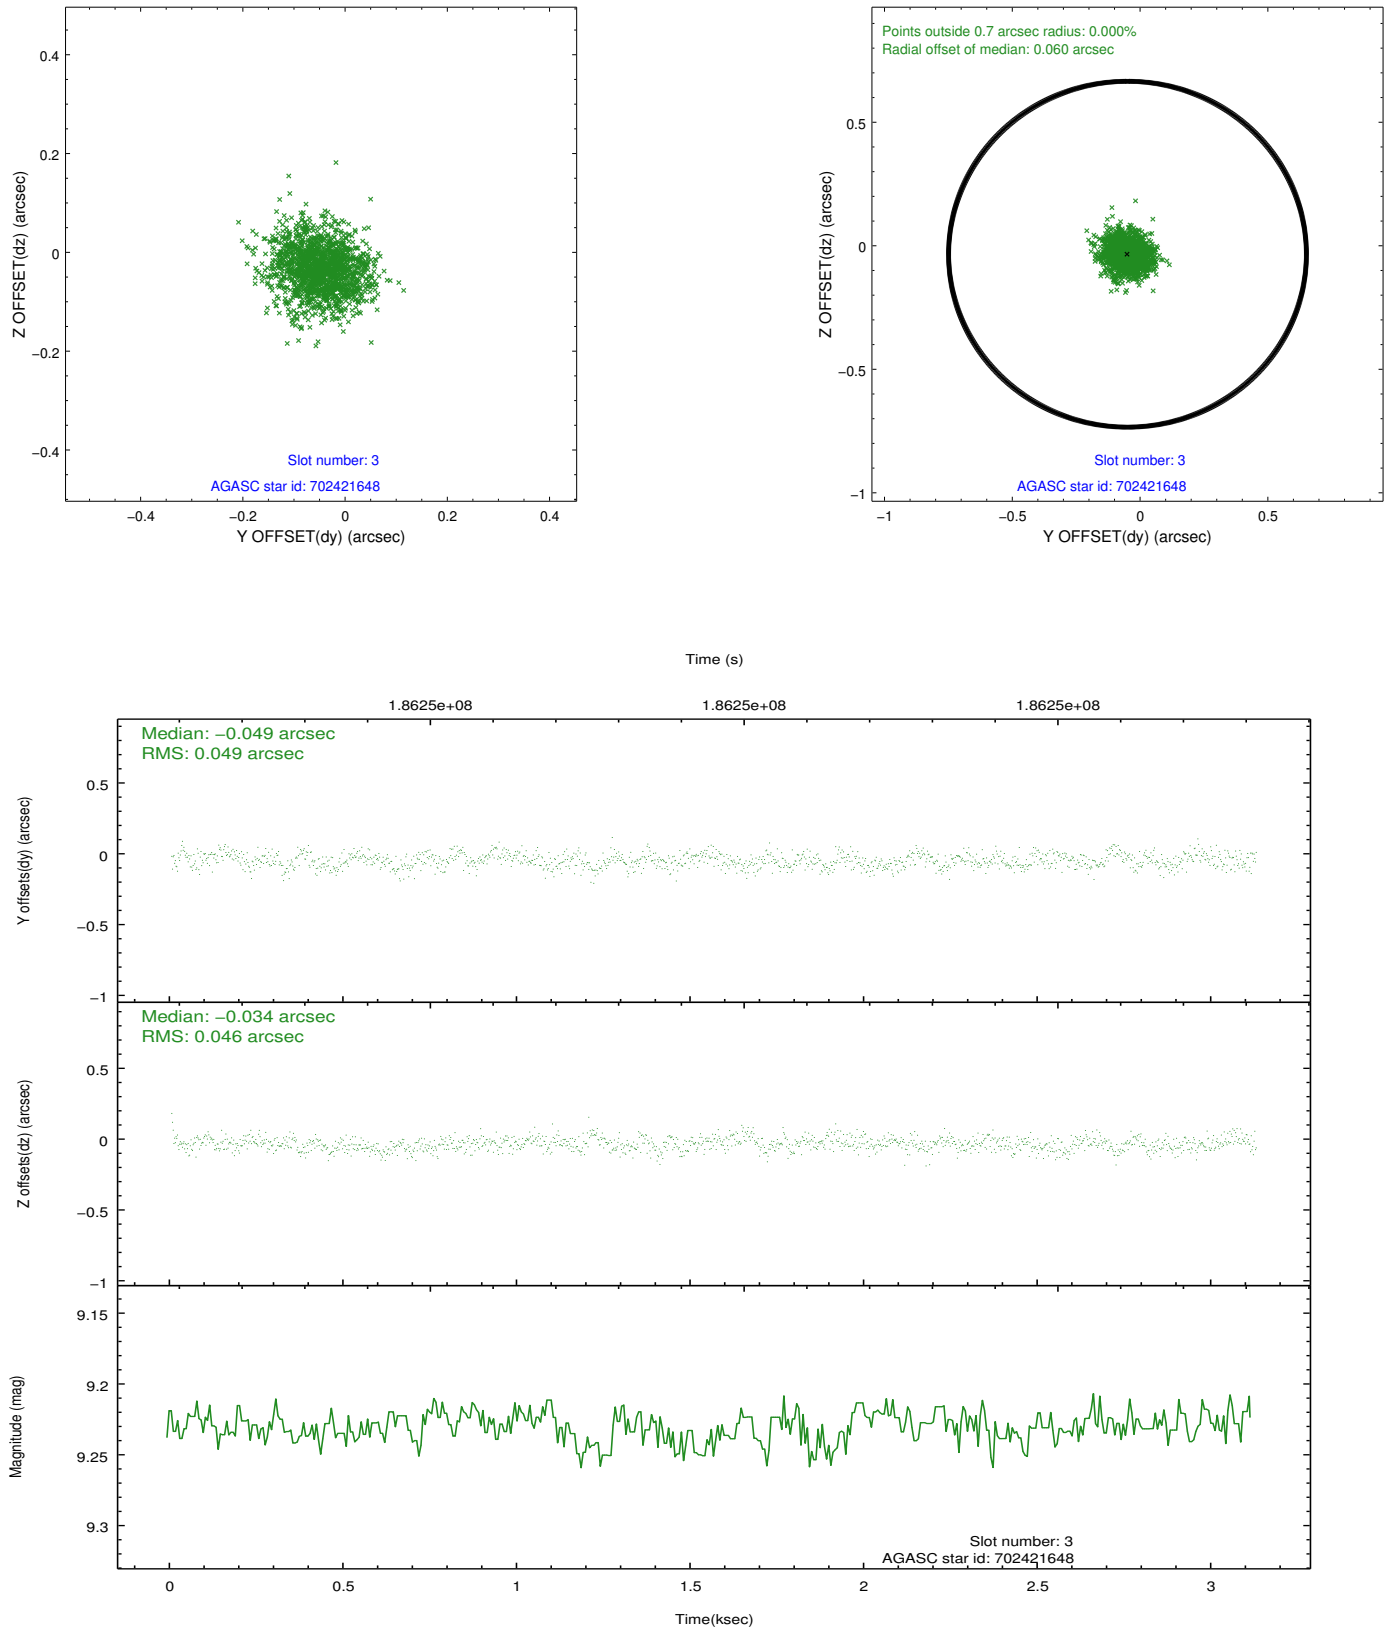 0.4
0.2
0
−0.2
−0.4
Z OFFSET(dz) (arcsec)
Slot number: 3
AGASC star id: 702421648
−0.4
−0.2
0
0.2
0.4
Y OFFSET(dy) (arcsec)
Points outside 0.7 arcsec radius: 0.000%
Radial offset of median: 0.060 arcsec
0.5
0
−0.5
−1
Z OFFSET(dz) (arcsec)
Slot number: 3
AGASC star id: 702421648
−1
−0.5
0
0.5
Y OFFSET(dy) (arcsec)
Time (s)
1.8625e+08
1.8625e+08
1.8625e+08
Median: −0.049 arcsec
RMS: 0.049 arcsec
0.5
0
−0.5
−1
Y offsets(dy) (arcsec)
Median: −0.034 arcsec
RMS: 0.046 arcsec
0.5
0
−0.5
−1
Z offsets(dz) (arcsec)
9.15
9.2
9.25
9.3
Magnitude (mag)
Slot number: 3
AGASC star id: 702421648
0
0.5
1
1.5
2
2.5
3
Time(ksec)